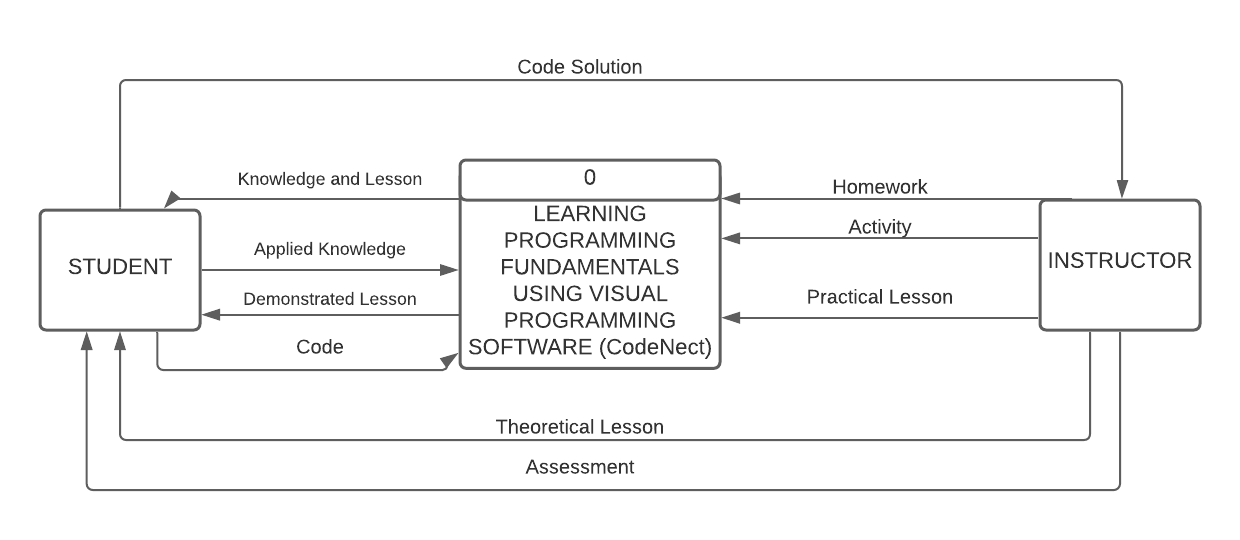 Code Solution
Knowledge and Lesson
0
Homework
LEARNING
PROGRAMMING
FUNDAMENTALS
USING VISUAL
PROGRAMMING
SOFTWARE (CodeNect)
Activity
STUDENT
Applied Knowledge
INSTRUCTOR
Demonstrated Lesson
Practical Lesson
Code
Theoretical Lesson
Assessment